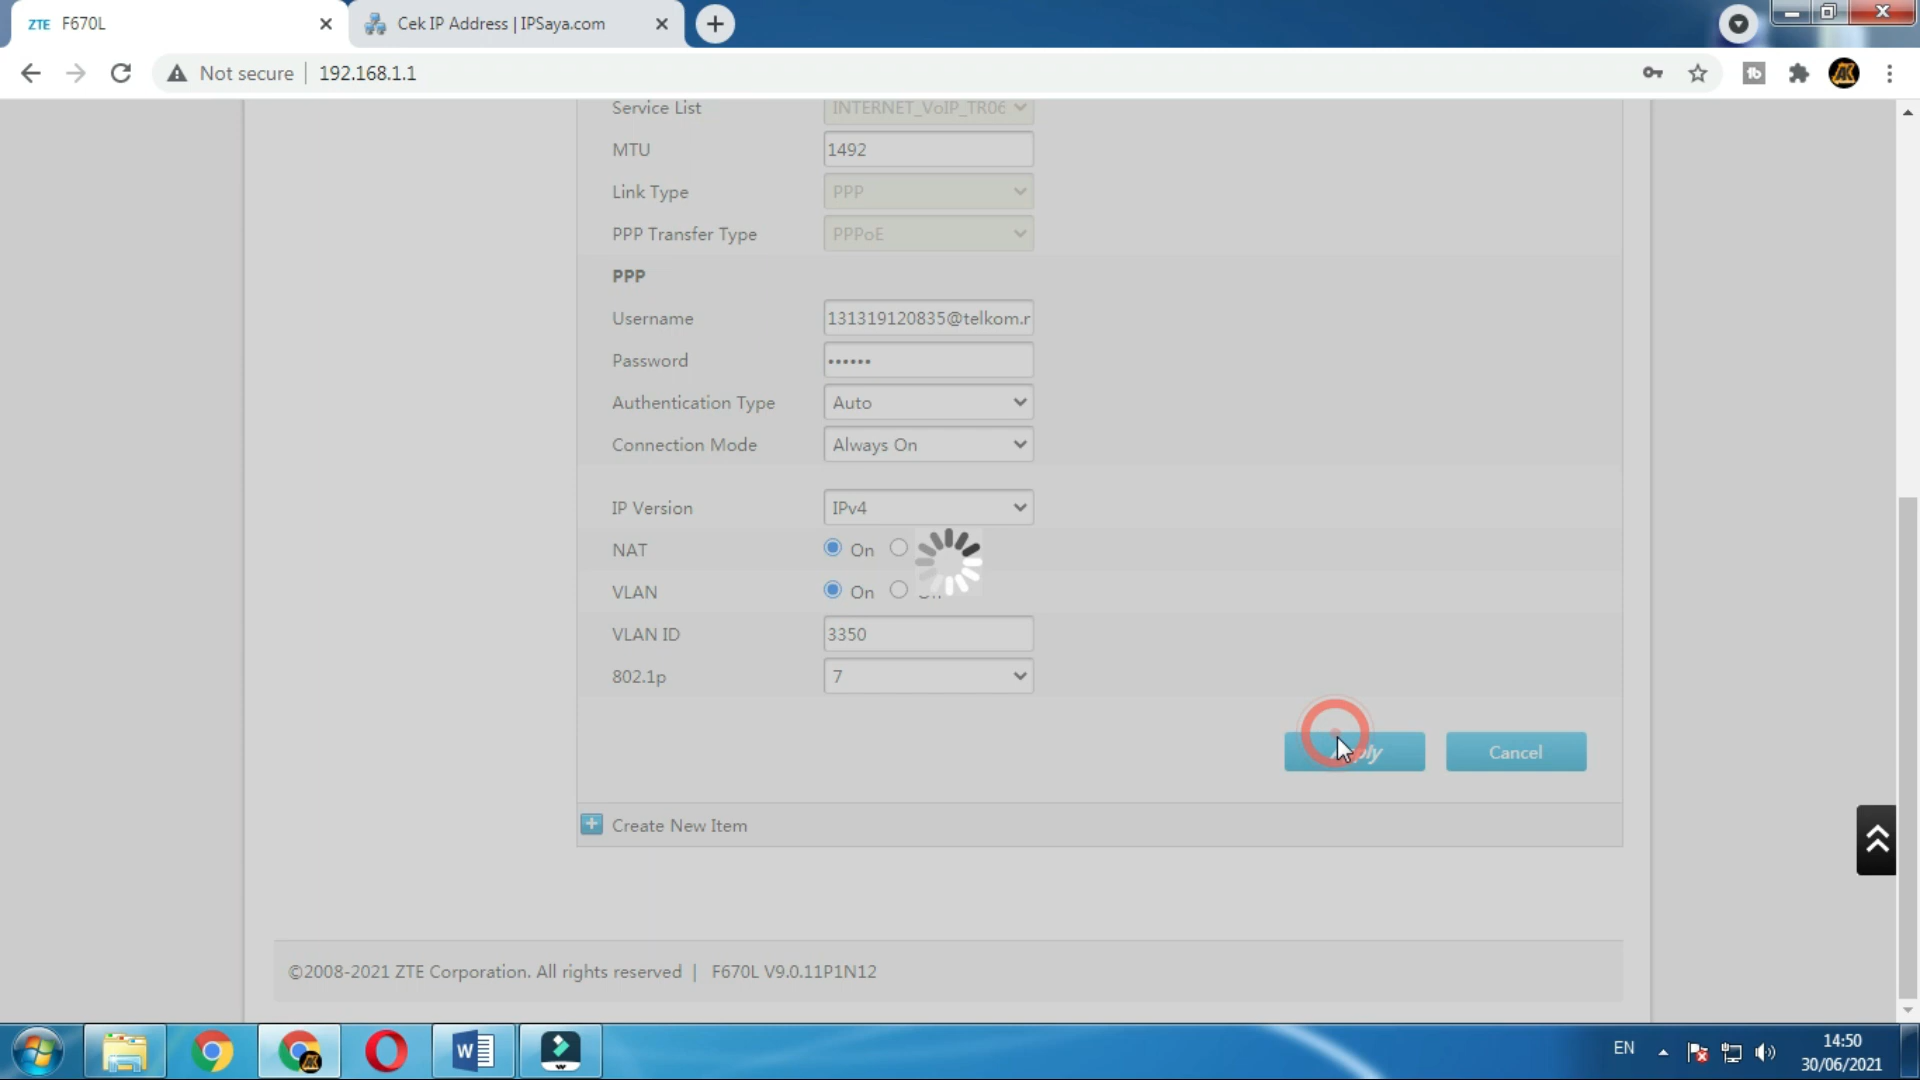 ZTE F670L
Cek IP Address | IPSaya.com
Not secure
192.168.1.1
Service List INTERNET_VoIP_TR06
MTU 1492
Link Type PPP
PPP Transfer Type PPPoE
PPP
Username 131319120835@telkom.r
Password ••••••
Authentication Type Auto
Connection Mode Always On
IP Version IPv4
NAT On
VLAN On
VLAN ID 3350
802.1p 7
Apply Cancel
Create New Item
©2008-2021 ZTE Corporation. All rights reserved | F670L V9.0.11P1N12
EN
14:50
30/06/2021